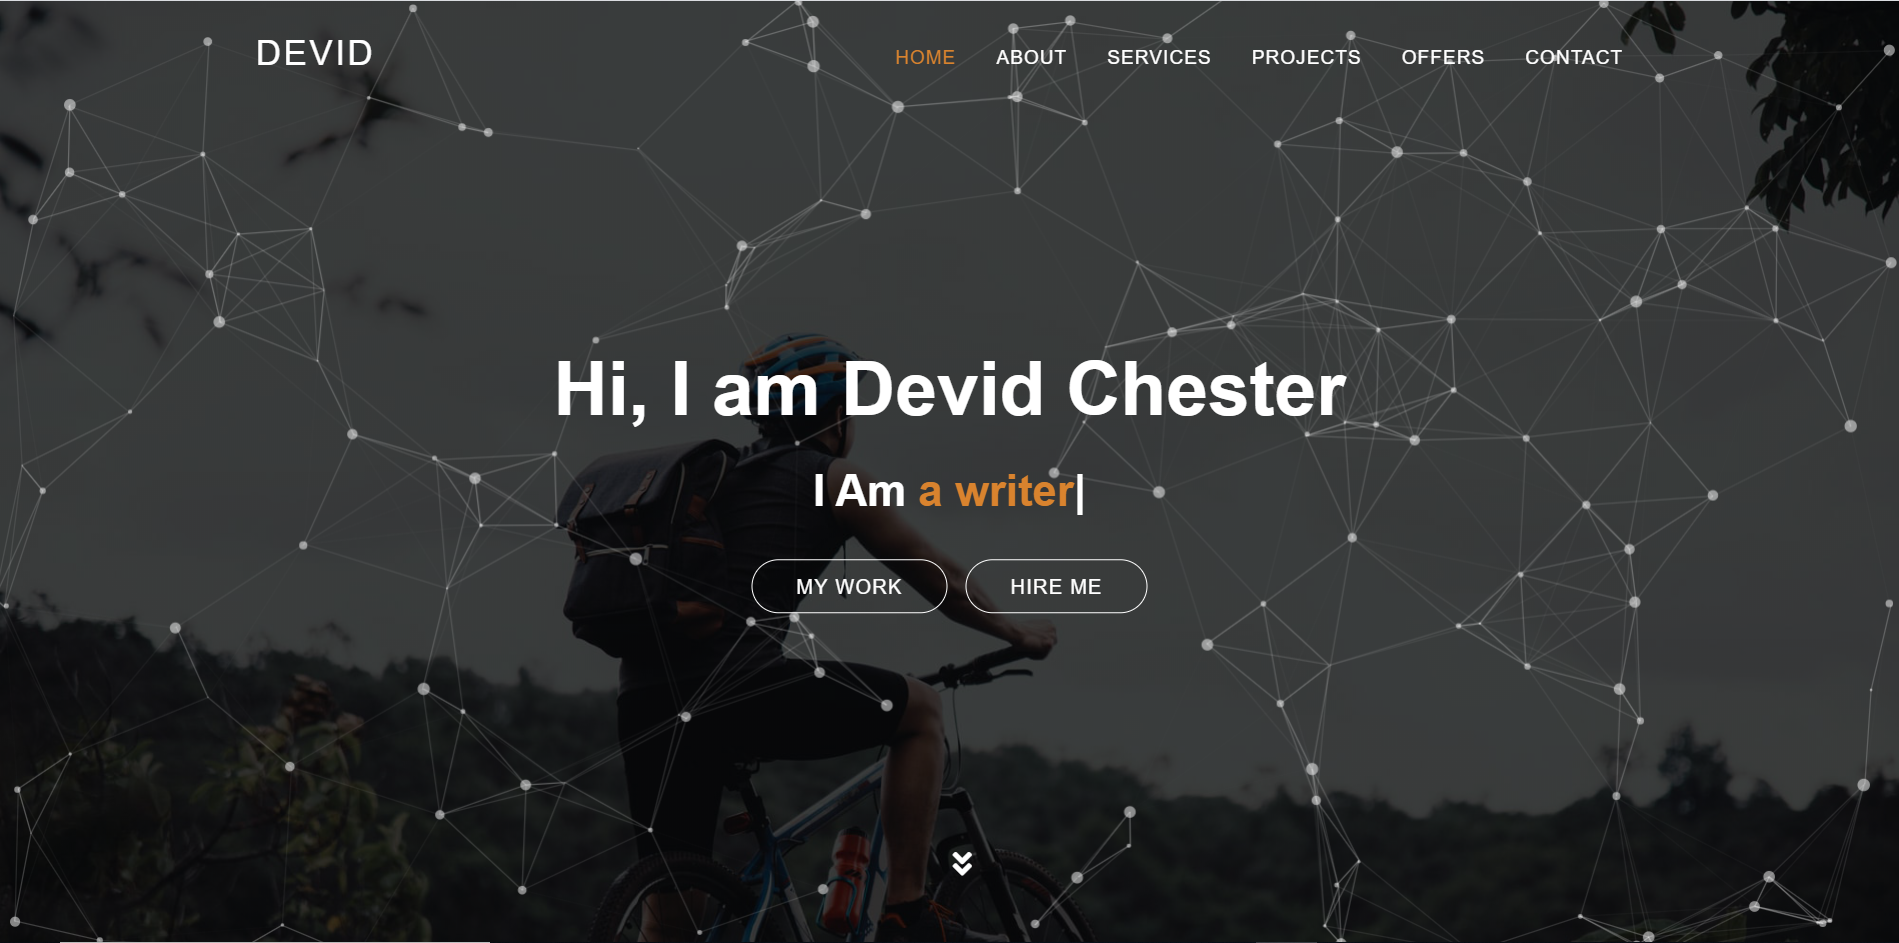 DEVID
HOME ABOUT SERVICES PROJECTS OFFERS CONTACT
Hi, I am Devid Chester
I Am a writer|
MY WORK HIRE ME